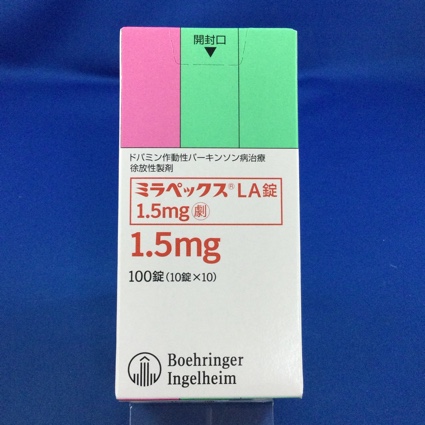 開封口
▼
ドパミン作動性パーキンソン病治療
徐放性製剤
ミラペックス®LA錠
1.5mg 劇
1.5mg
100錠(10錠×10)
Boehringer
Ingelheim